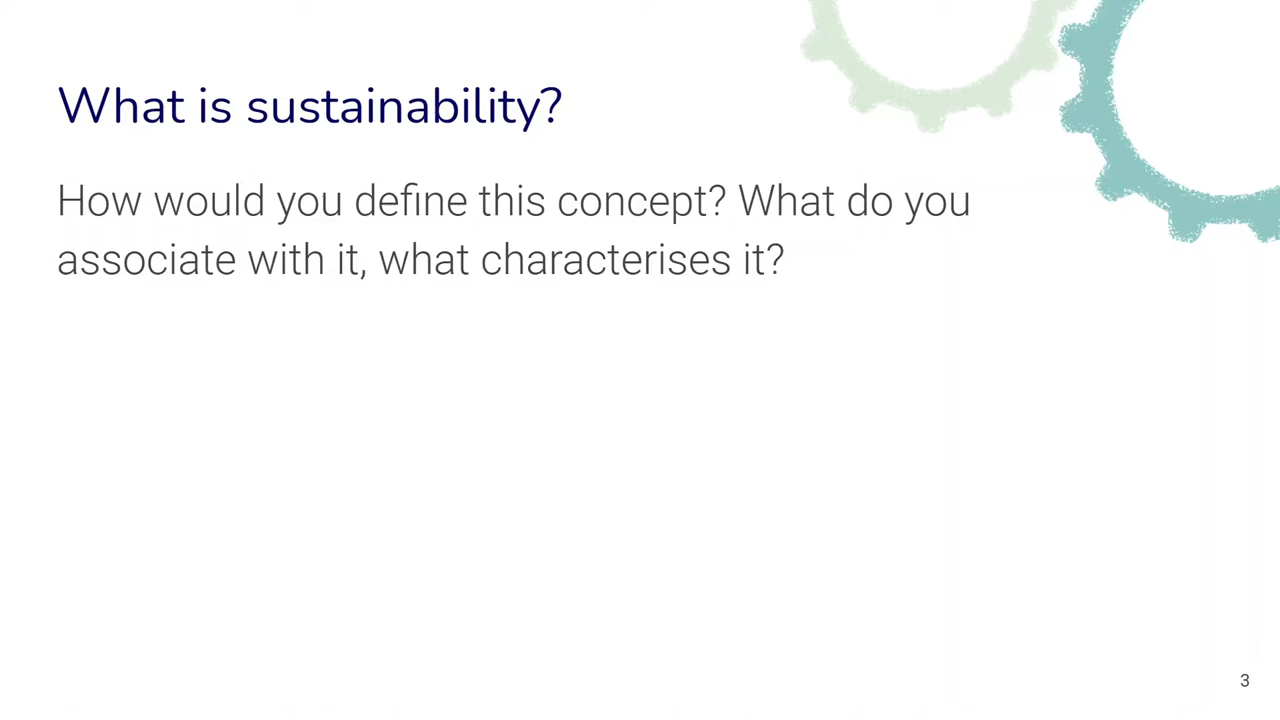 What is sustainability?
How would you define this concept? What do you
associate with it, what characterises it?
3